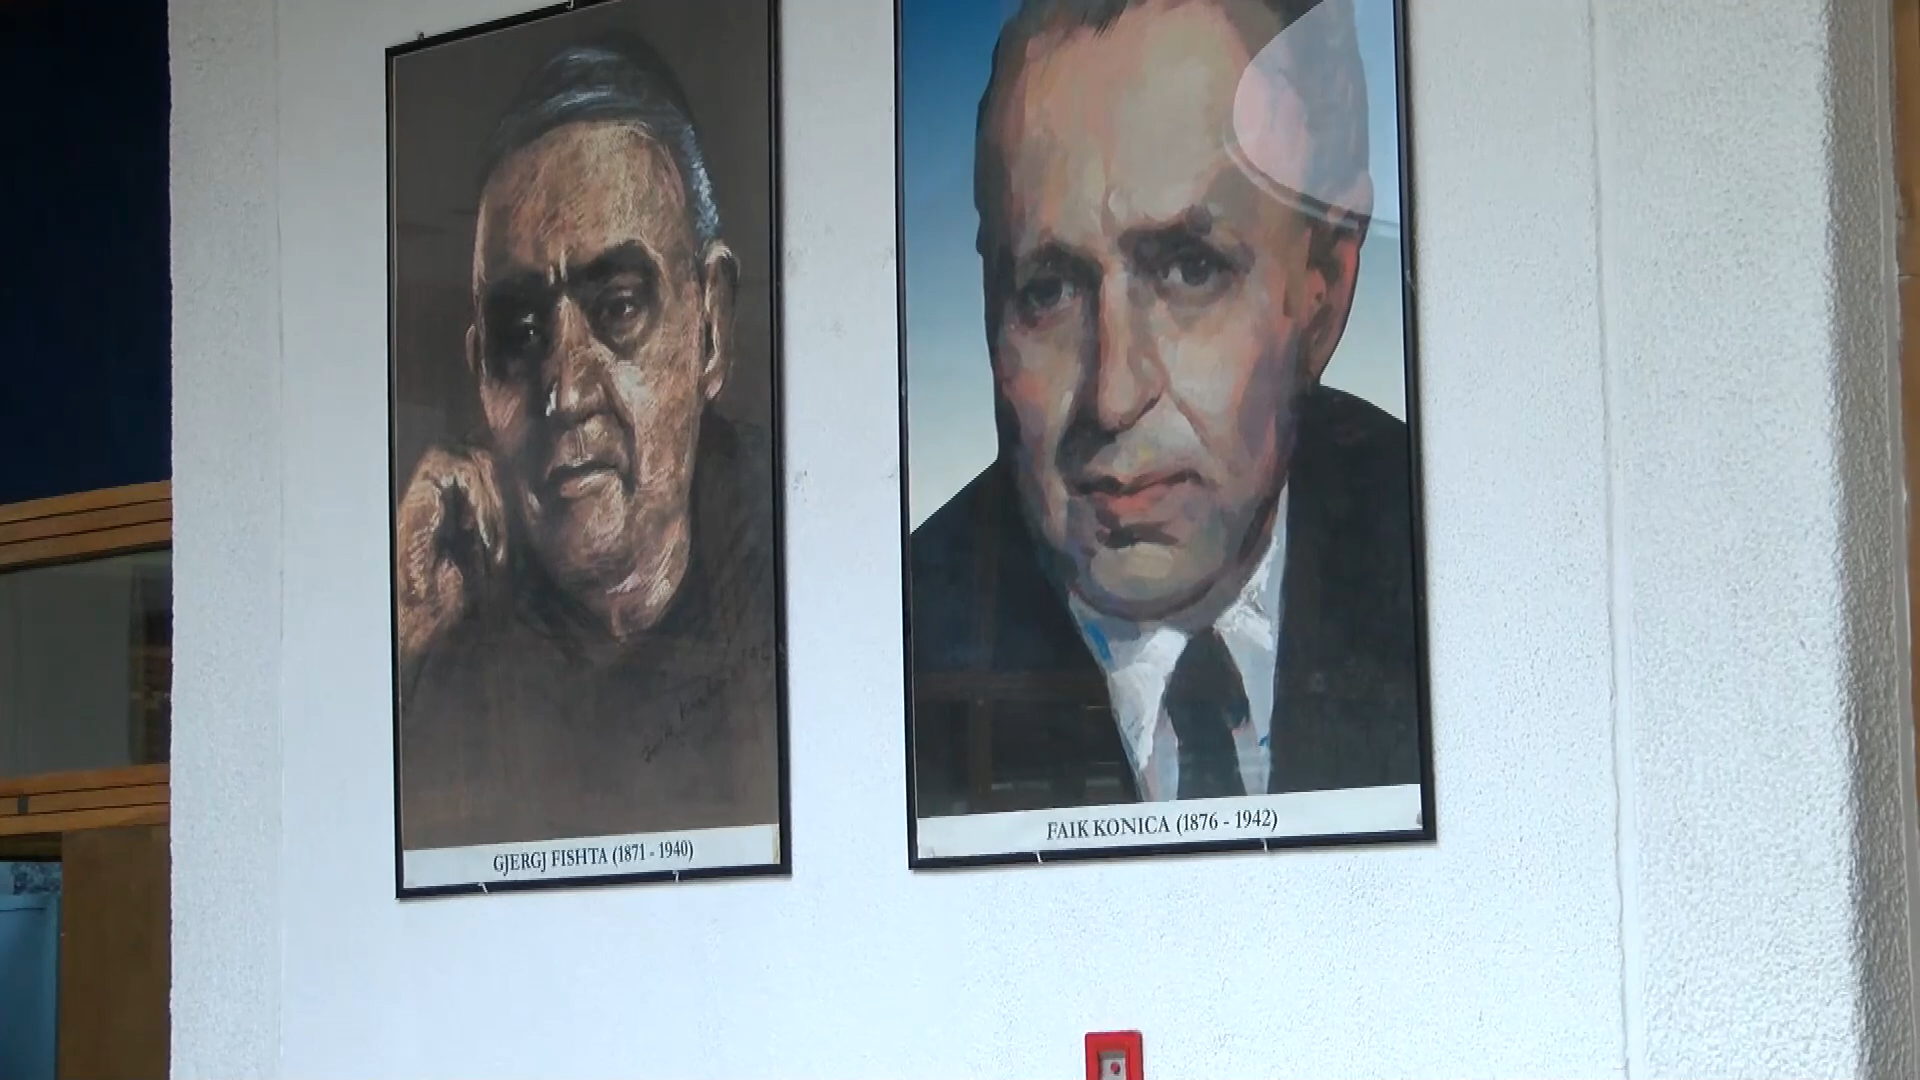 GJERGJ FISHTA (1871 - 1940)
FAIK KONICA (1876 - 1942)